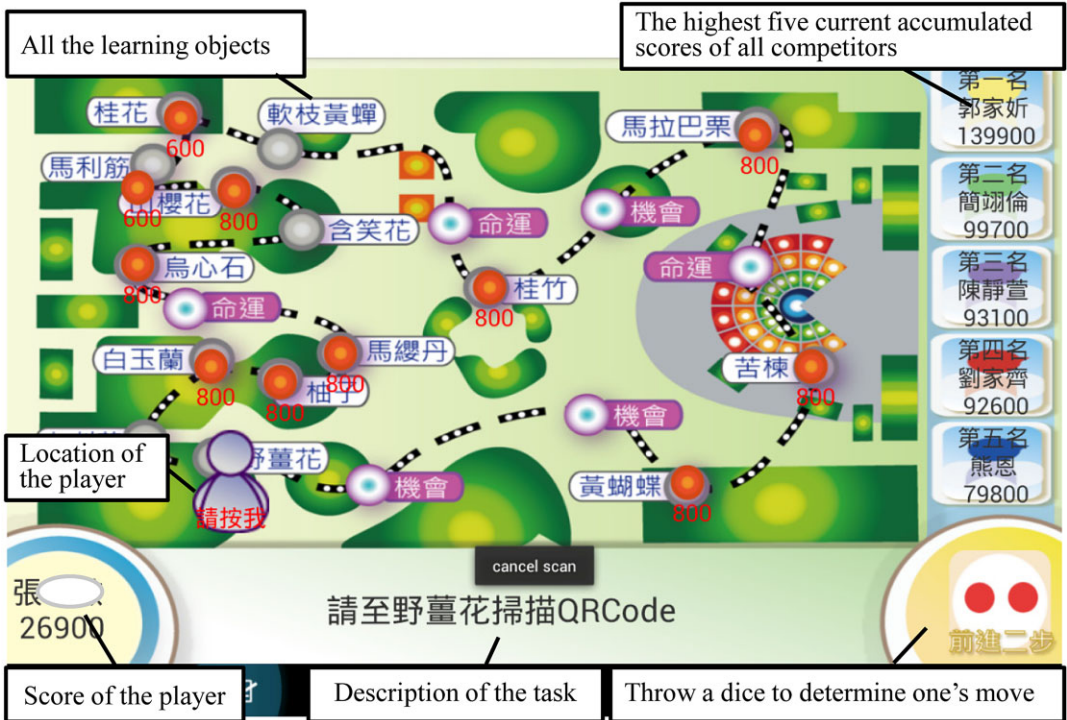 All the learning objects
The highest five current accumulated
scores of all competitors
桂花
600
軟枝黃蟬
馬利筋
600
櫻花
800
含笑花
烏心石
800
命運
白玉蘭
800
柚子
800
馬纓丹
800
命運
機會
桂竹
800
馬拉巴栗
800
命運
苦楝
800
機會
黃蝴蝶
800
機會
野薑花
請按我
Location of
the player
第一名
郭家妡
139900
第二名
簡翊倫
99700
第三名
陳靜萱
93100
第四名
劉家齊
92600
第五名
熊恩
79800
cancel scan
張
26900
請至野薑花掃描QRCode
前進二步
Score of the player
Description of the task
Throw a dice to determine one’s move